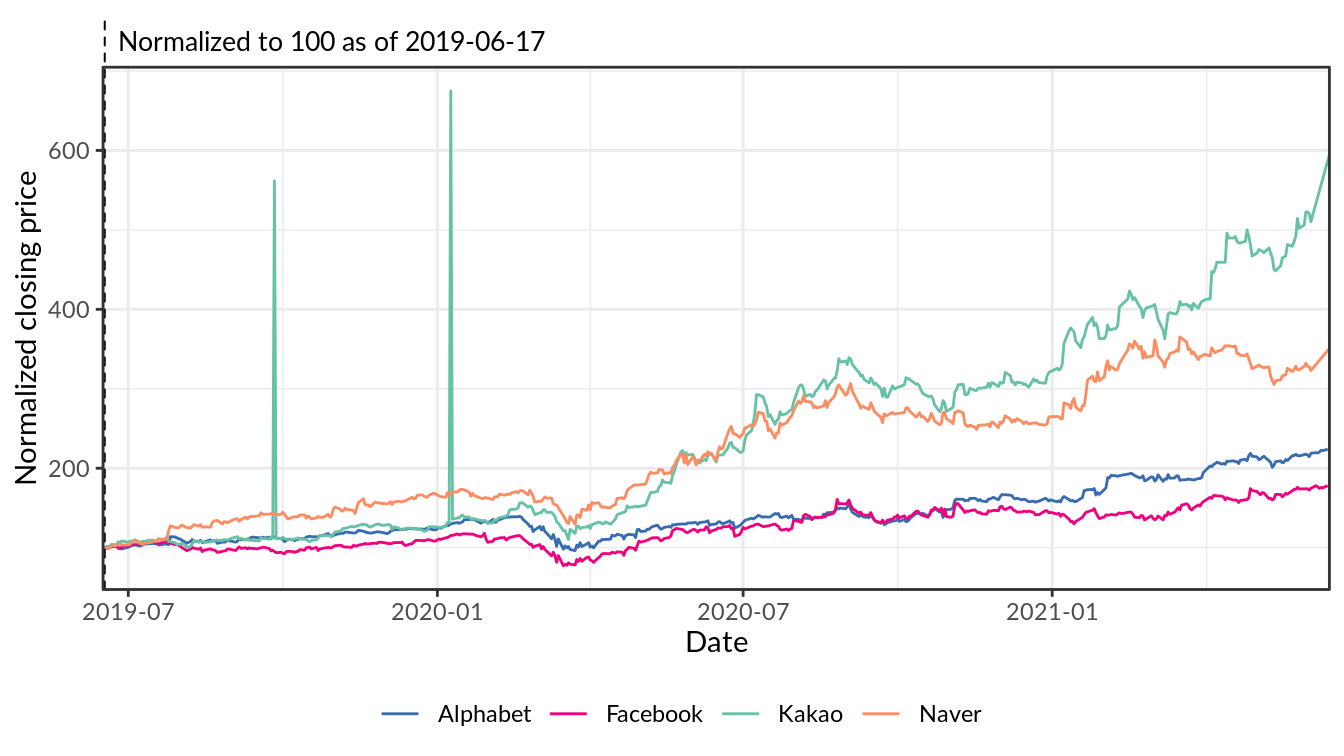 Normalized to 100 as of 2019-06-17
Normalized closing price
600
400
200
2019-07 2020-01 2020-07 2021-01
Date
Alphabet Facebook Kakao Naver